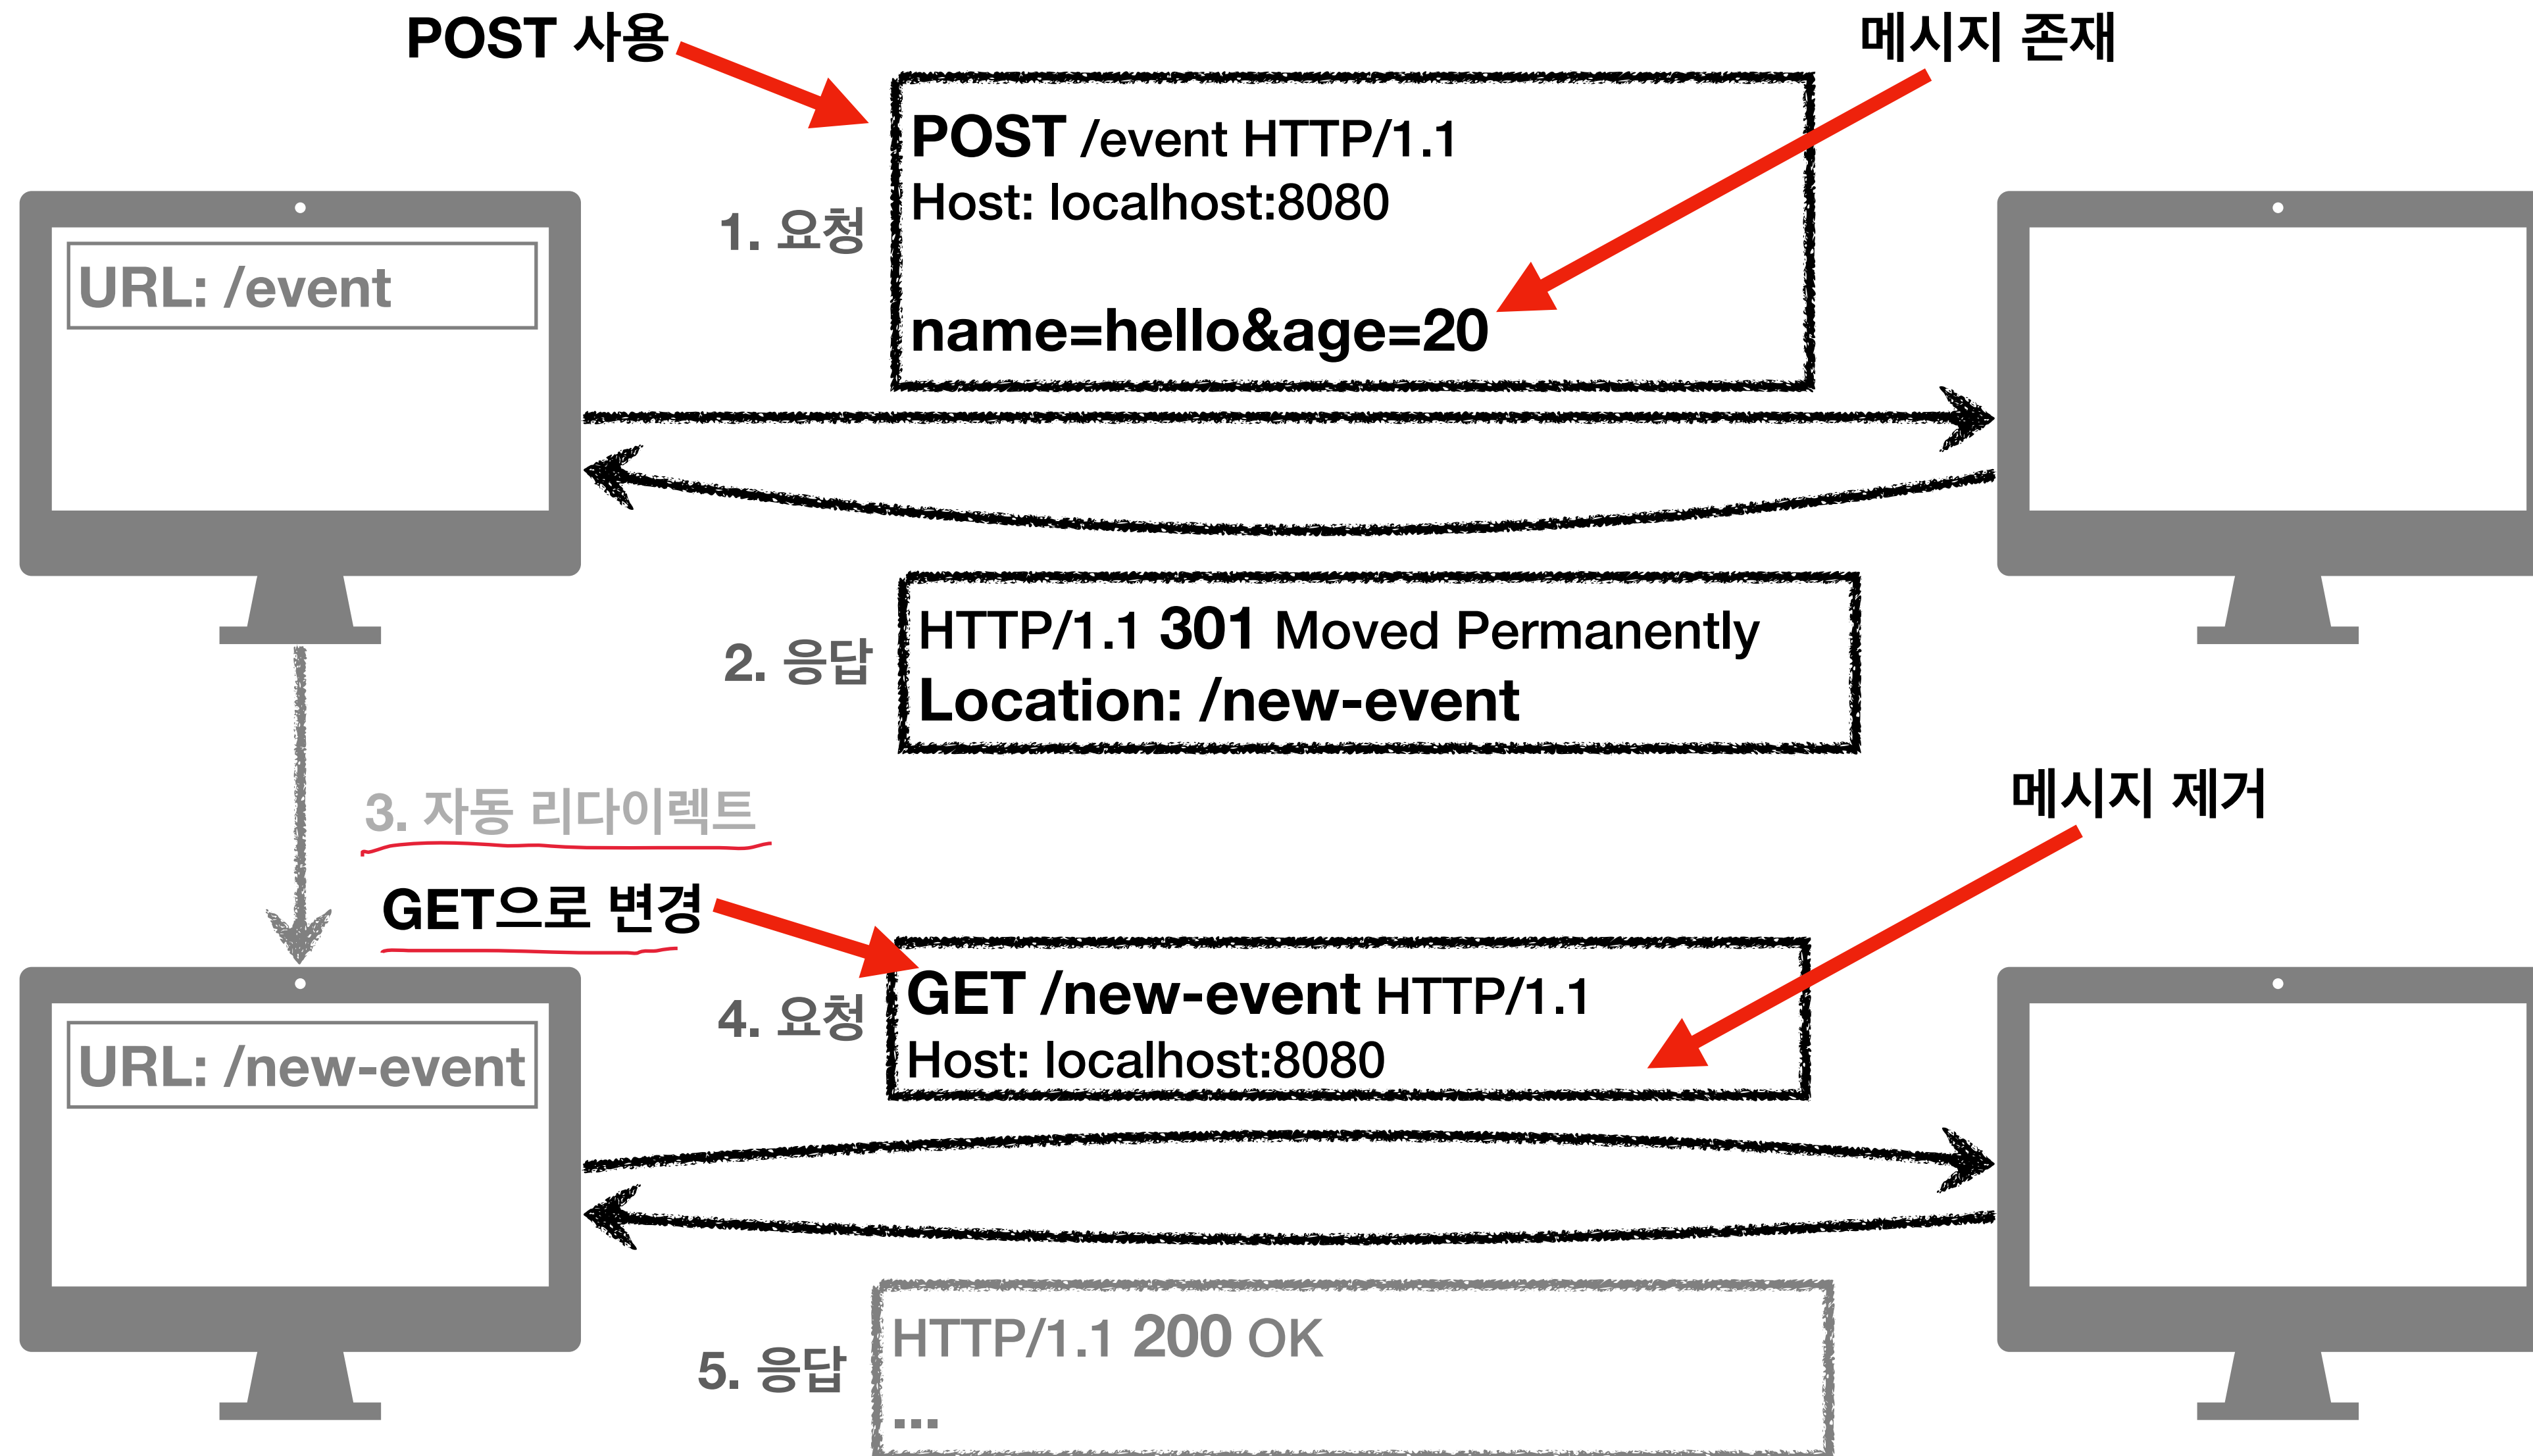 POST 사용
메시지 존재
POST /event HTTP/1.1
Host: localhost:8080
name=hello&age=20
1. 요청
URL: /event
HTTP/1.1 301 Moved Permanently
Location: /new-event
2. 응답
3. 자동 리다이렉트
메시지 제거
GET으로 변경
GET /new-event HTTP/1.1
Host: localhost:8080
4. 요청
URL: /new-event
HTTP/1.1 200 OK
...
5. 응답